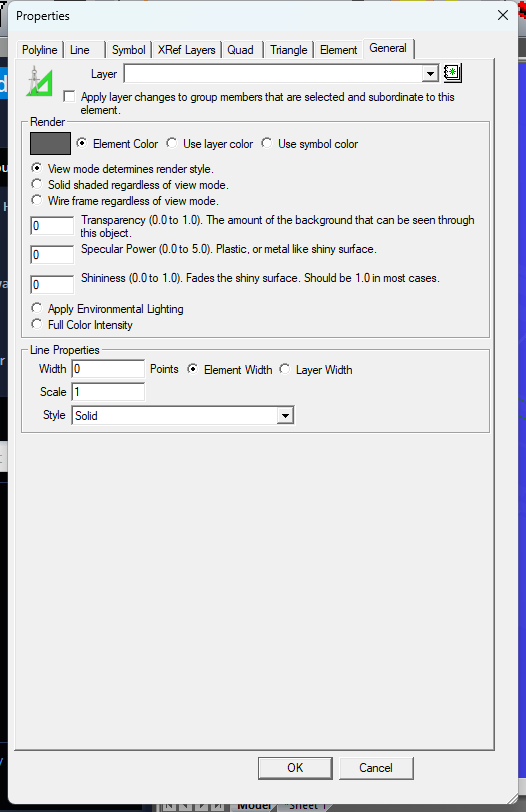 Properties
Polyline
Line
Symbol
XRef Layers
Quad
Triangle
Element
General
Layer
Apply layer changes to group members that are selected and subordinate to this
element.
Render
Element Color
Use layer color
Use symbol color
View mode determines render style.
Solid shaded regardless of view mode.
Wire frame regardless of view mode.
0
Transparency (0.0 to 1.0). The amount of the background that can be seen through
this object.
0
Specular Power (0.0 to 5.0). Plastic, or metal like shiny surface.
0
Shininess (0.0 to 1.0). Fades the shiny surface. Should be 1.0 in most cases.
Apply Environmental Lighting
Full Color Intensity
Line Properties
Width
0
Points
Element Width
Layer Width
Scale
1
Style
Solid
OK
Cancel
Model
Sheet 1